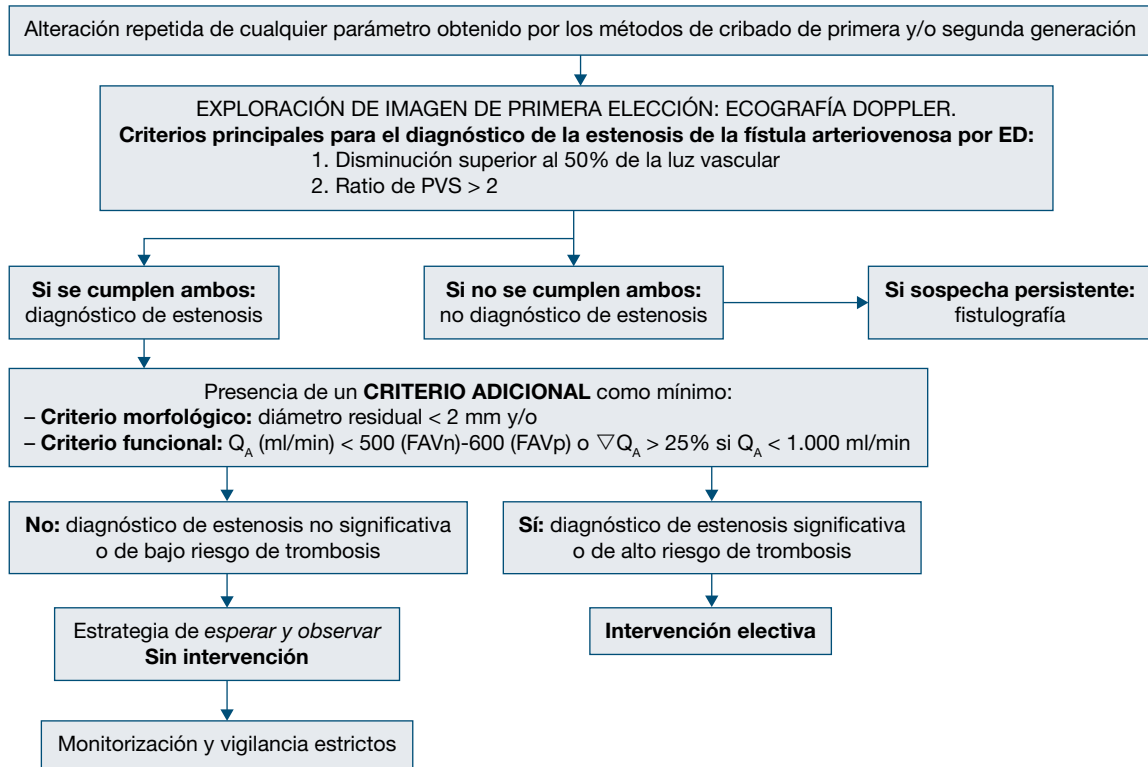 Alteración repetida de cualquier parámetro obtenido por los métodos de cribado de primera y/o segunda generación
EXPLORACIÓN DE IMAGEN DE PRIMERA ELECCIÓN: ECOGRAFÍA DOPPLER.
Criterios principales para el diagnóstico de la estenosis de la fístula arteriovenosa por ED:
1. Disminución superior al 50% de la luz vascular
2. Ratio de PVS > 2
Si se cumplen ambos:
diagnóstico de estenosis
Si no se cumplen ambos:
no diagnóstico de estenosis
Si sospecha persistente:
fistulografía
Presencia de un CRITERIO ADICIONAL como mínimo:
– Criterio morfológico: diámetro residual < 2 mm y/o
– Criterio funcional: QA (ml/min) < 500 (FAVn)-600 (FAVp) o ▽QA > 25% si QA < 1.000 ml/min
No: diagnóstico de estenosis no significativa
o de bajo riesgo de trombosis
Sí: diagnóstico de estenosis significativa
o de alto riesgo de trombosis
Estrategia de esperar y observar
Sin intervención
Intervención electiva
Monitorización y vigilancia estrictos